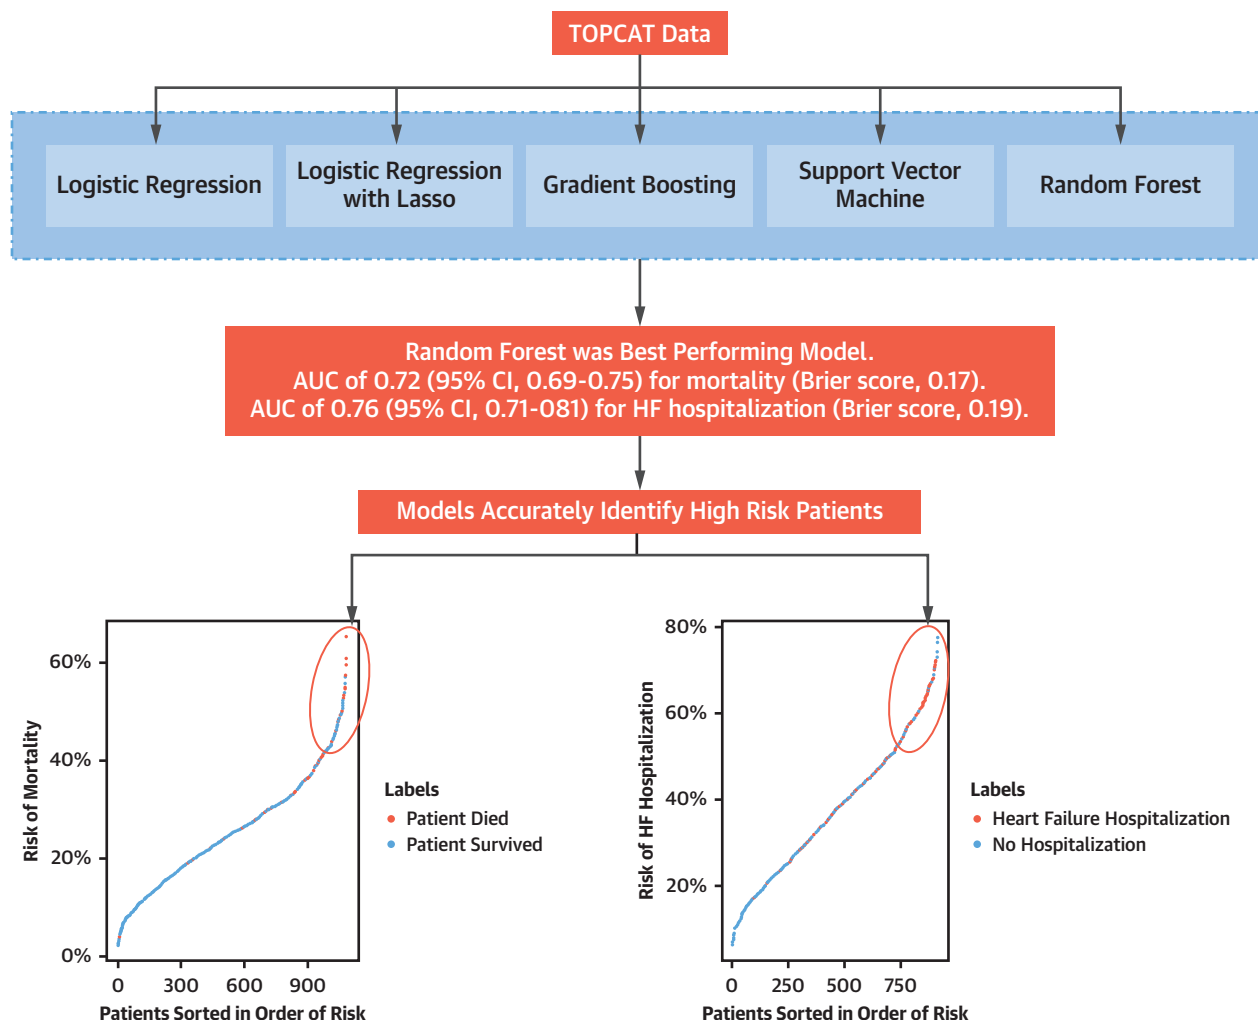 TOPCAT Data
Logistic Regression
Logistic Regression
with Lasso
Gradient Boosting
Support Vector
Machine
Random Forest
Random Forest was Best Performing Model.
AUC of 0.72 (95% CI, 0.69-0.75) for mortality (Brier score, 0.17).
AUC of 0.76 (95% CI, 0.71-081) for HF hospitalization (Brier score, 0.19).
Models Accurately Identify High Risk Patients
Risk of Mortality
60%
40%
20%
0%
0 300 600 900
Patients Sorted in Order of Risk
Labels
Patient Died
Patient Survived
Risk of HF Hospitalization
80%
60%
40%
20%
0 250 500 750
Patients Sorted in Order of Risk
Labels
Heart Failure Hospitalization
No Hospitalization